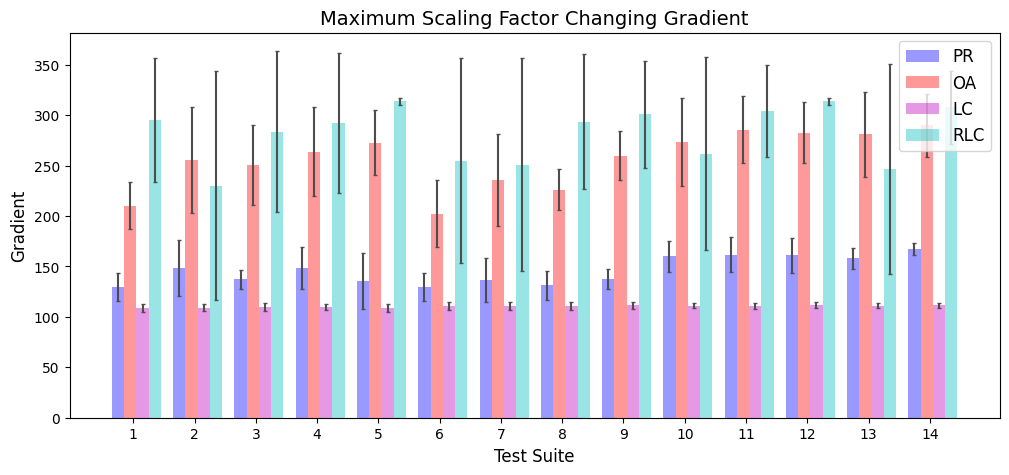 Maximum Scaling Factor Changing Gradient
Gradient
350
300
250
200
150
100
50
0
PR
OA
LC
RLC
1 2 3 4 5 6 7 8 9 10 11 12 13 14
Test Suite